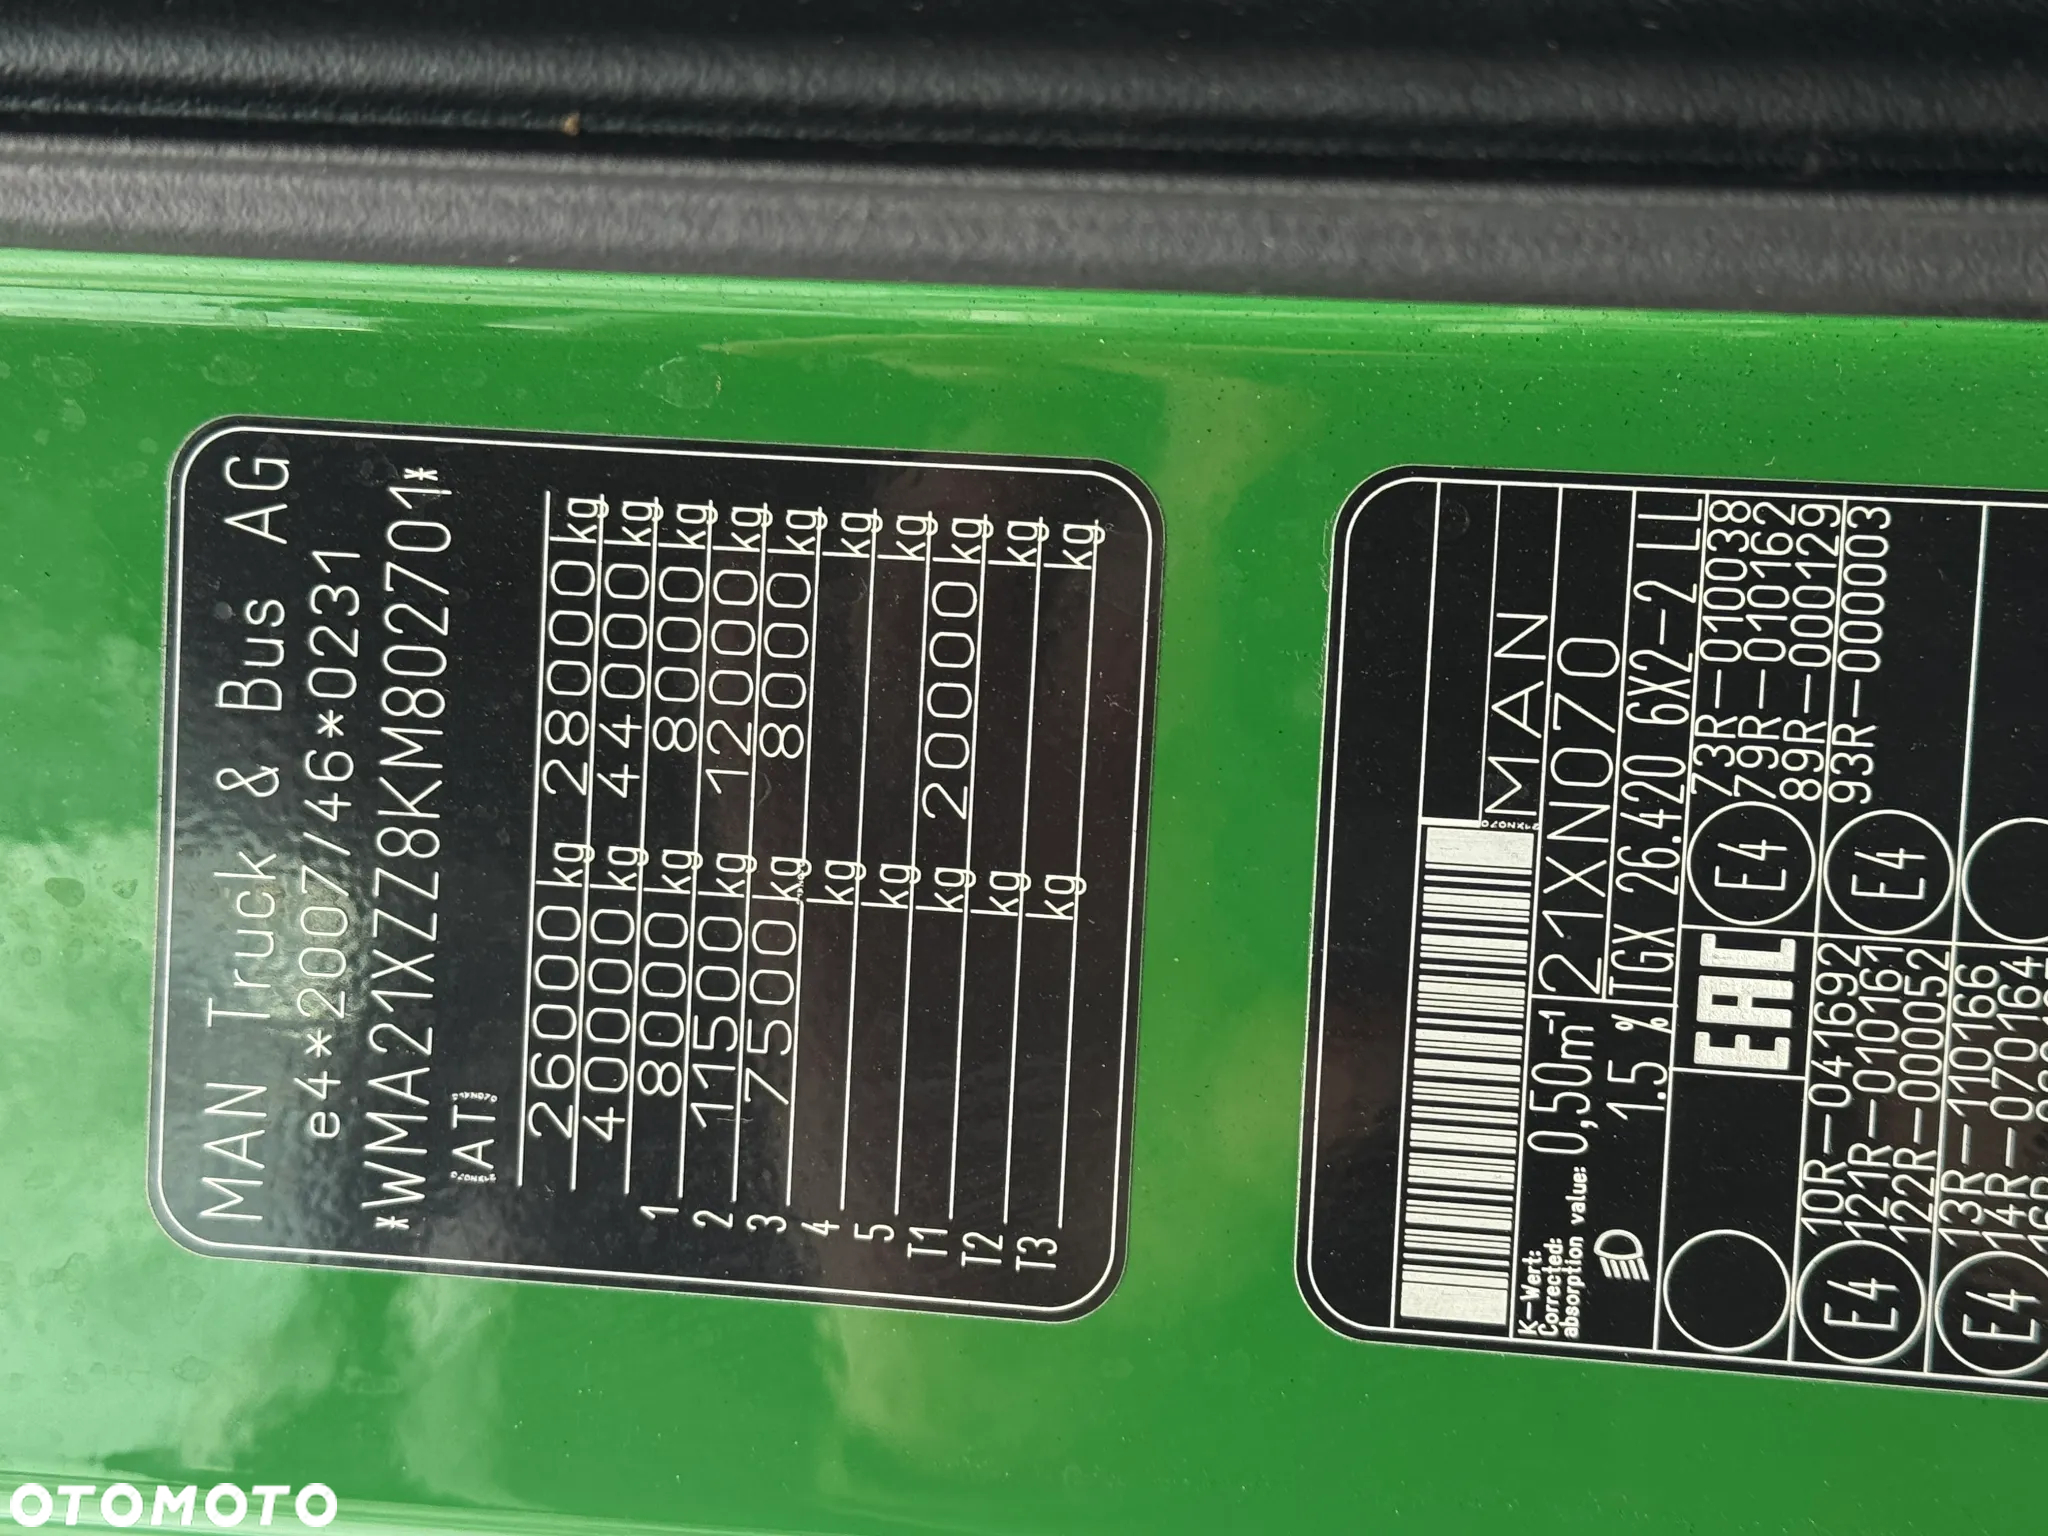 MAN Truck & Bus AG
e4*2007/46*0231
*WMA21XZZ8KM802701*
AT
26000 kg 28000 kg
40000 kg 44000 kg
1 8000 kg 8000 kg
2 11500 kg 12000 kg
3 7500 kg 8000 kg
4 kg kg
5 kg kg
T1 kg 20000 kg
T2 kg kg
T3 kg kg
MAN
K-Wert:
Corrected:
absorption value: 0,50m-1 21XN070
1.5 % TGX 26.420 6X2-2 LL
EAC E4 73R-010038
79R-010162
89R-000129
E4 10R-041692 E4 93R-000003
121R-010161
122R-000052
E4 13R-110166
14R-070164
OTOMOTO